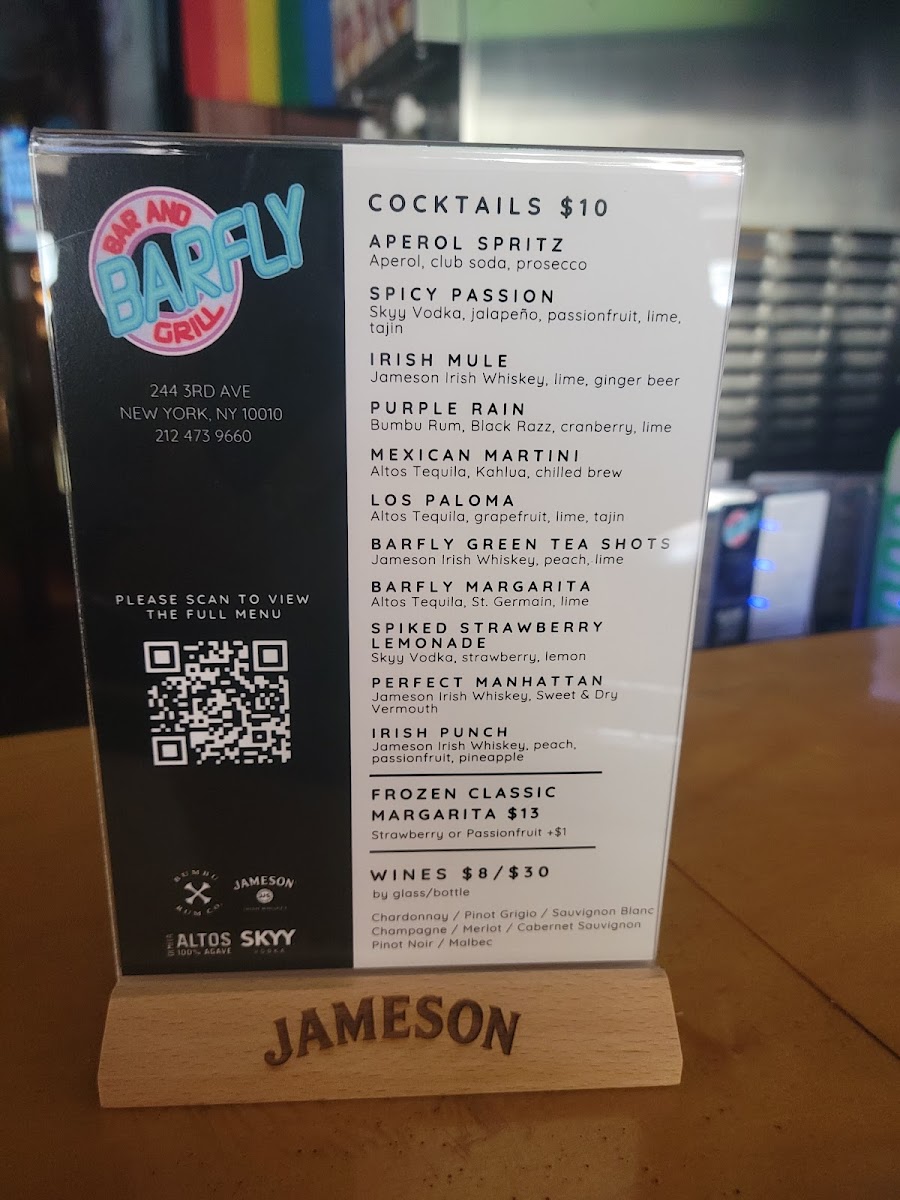 BAR AND
BARFLY
GRILL
244 3RD AVE
NEW YORK, NY 10010
212 473 9660
PLEASE SCAN TO VIEW
THE FULL MENU
BUMBU
RUM CO.
JAMESON
ALTOS
100% AGAVE
SKYY
VODKA
COCKTAILS $10
APEROL SPRITZ
Aperol, club soda, prosecco
SPICY PASSION
Skyy Vodka, jalapeño, passionfruit, lime,
tajin
IRISH MULE
Jameson Irish Whiskey, lime, ginger beer
PURPLE RAIN
Bumbu Rum, Black Razz, cranberry, lime
MEXICAN MARTINI
Altos Tequila, Kahlua, chilled brew
LOS PALOMA
Altos Tequila, grapefruit, lime, tajin
BARFLY GREEN TEA SHOTS
Jameson Irish Whiskey, peach, lime
BARFLY MARGARITA
Altos Tequila, St. Germain, lime
SPIKED STRAWBERRY
LEMONADE
Skyy Vodka, strawberry, lemon
PERFECT MANHATTAN
Jameson Irish Whiskey, Sweet & Dry
Vermouth
IRISH PUNCH
Jameson Irish Whiskey, peach,
passionfruit, pineapple
FROZEN CLASSIC
MARGARITA $13
Strawberry or Passionfruit +$1
WINES $8/$30
by glass/bottle
Chardonnay / Pinot Grigio / Sauvignon Blanc
Champagne / Merlot / Cabernet Sauvignon
Pinot Noir / Malbec
JAMESON